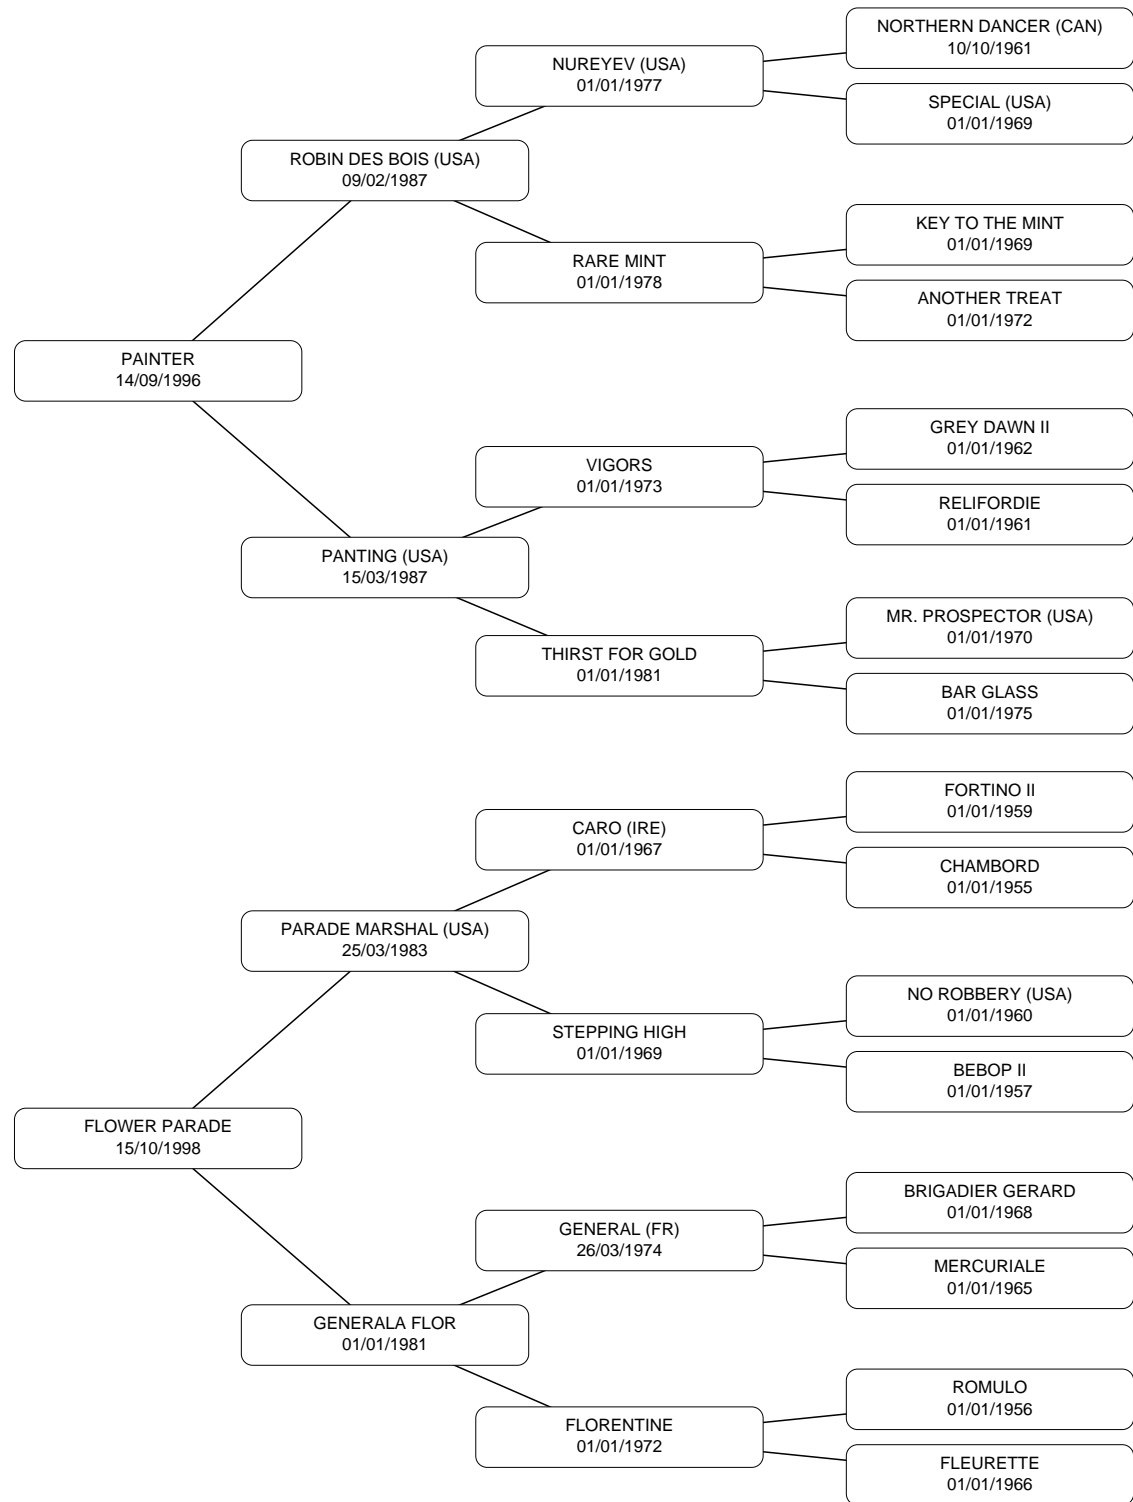 NORTHERN DANCER (CAN)
10/10/1961
NUREYEV (USA)
01/01/1977
SPECIAL (USA)
01/01/1969
ROBIN DES BOIS (USA)
09/02/1987
KEY TO THE MINT
01/01/1969
RARE MINT
01/01/1978
ANOTHER TREAT
01/01/1972
PAINTER
14/09/1996
GREY DAWN II
01/01/1962
VIGORS
01/01/1973
RELIFORDIE
01/01/1961
PANTING (USA)
15/03/1987
MR. PROSPECTOR (USA)
01/01/1970
THIRST FOR GOLD
01/01/1981
BAR GLASS
01/01/1975
FORTINO II
01/01/1959
CARO (IRE)
01/01/1967
CHAMBORD
01/01/1955
PARADE MARSHAL (USA)
25/03/1983
NO ROBBERY (USA)
01/01/1960
STEPPING HIGH
01/01/1969
BEBOP II
01/01/1957
FLOWER PARADE
15/10/1998
BRIGADIER GERARD
01/01/1968
GENERAL (FR)
26/03/1974
MERCURIALE
01/01/1965
GENERALA FLOR
01/01/1981
ROMULO
01/01/1956
FLORENTINE
01/01/1972
FLEURETTE
01/01/1966